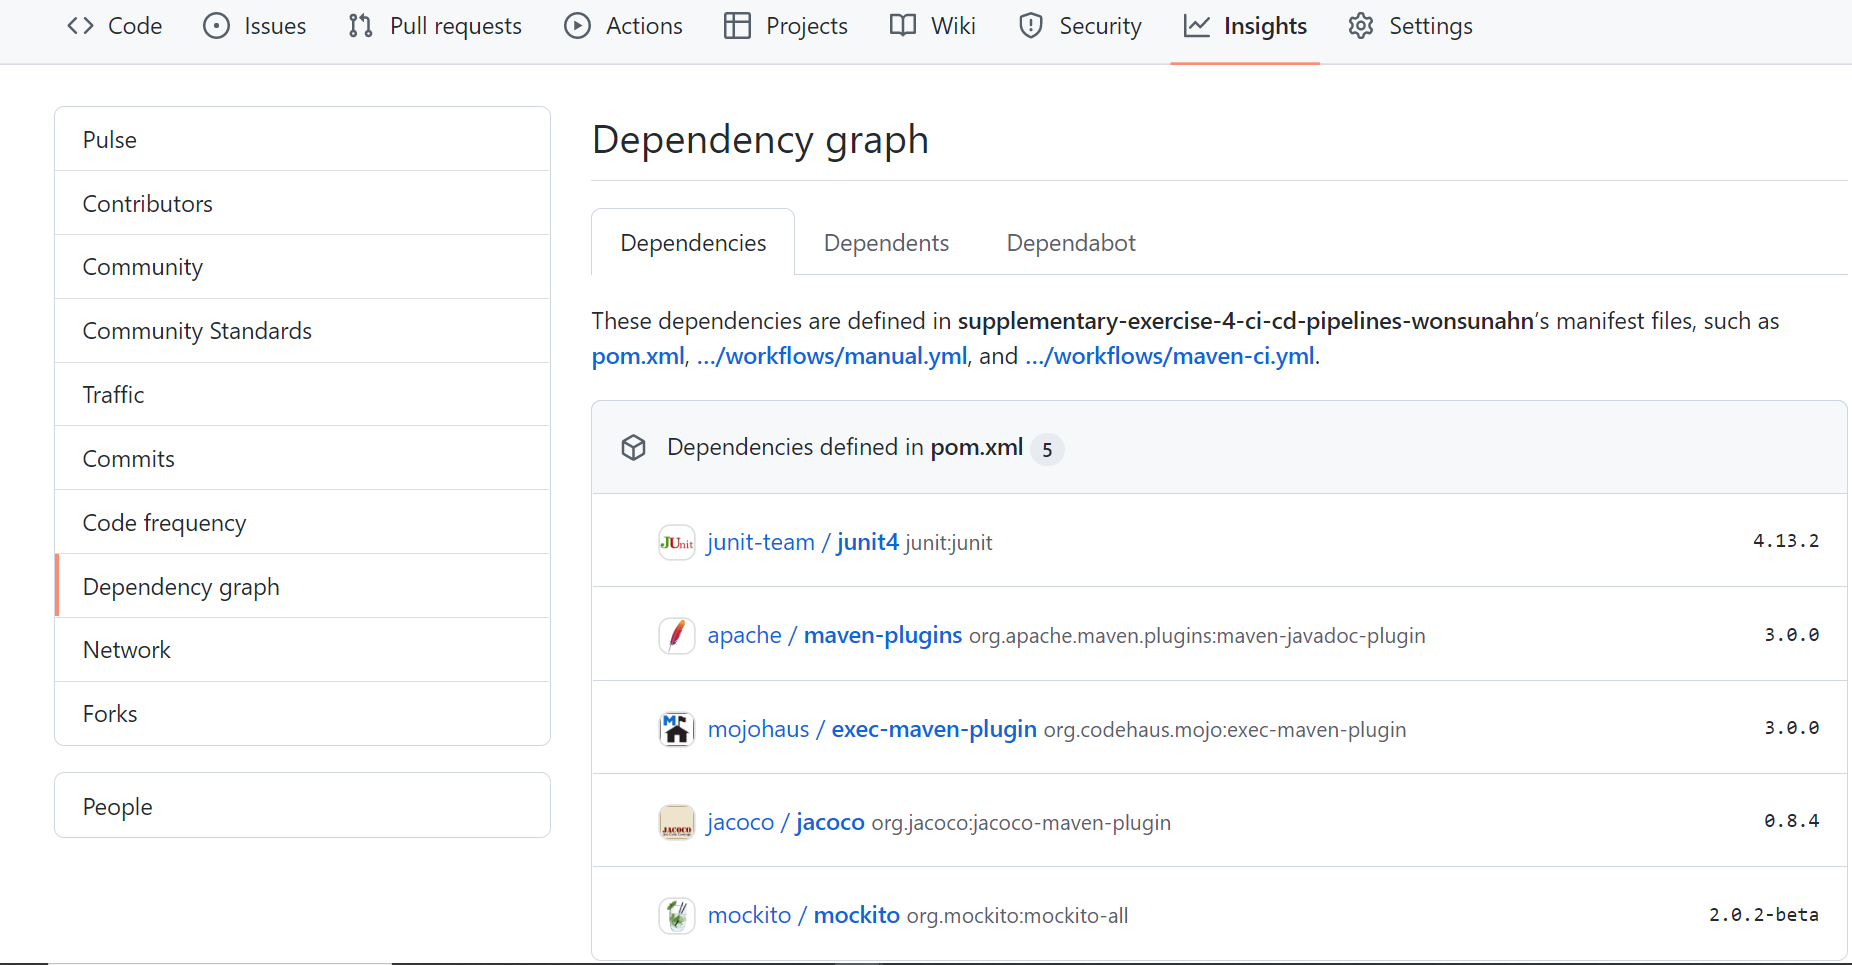 Code Issues Pull requests Actions Projects Wiki Security Insights Settings
Pulse
Contributors
Community
Community Standards
Traffic
Commits
Code frequency
Dependency graph
Network
Forks
People
Dependency graph
Dependencies Dependents Dependabot
These dependencies are defined in supplementary-exercise-4-ci-cd-pipelines-wonsunahn’s manifest files, such as
pom.xml, …/workflows/manual.yml, and …/workflows/maven-ci.yml.
Dependencies defined in pom.xml 5
JUnit junit-team / junit4 junit:junit 4.13.2
apache / maven-plugins org.apache.maven.plugins:maven-javadoc-plugin 3.0.0
M mojohaus / exec-maven-plugin org.codehaus.mojo:exec-maven-plugin 3.0.0
JACOCO jacoco / jacoco org.jacoco:jacoco-maven-plugin 0.8.4
mockito / mockito org.mockito:mockito-all 2.0.2-beta